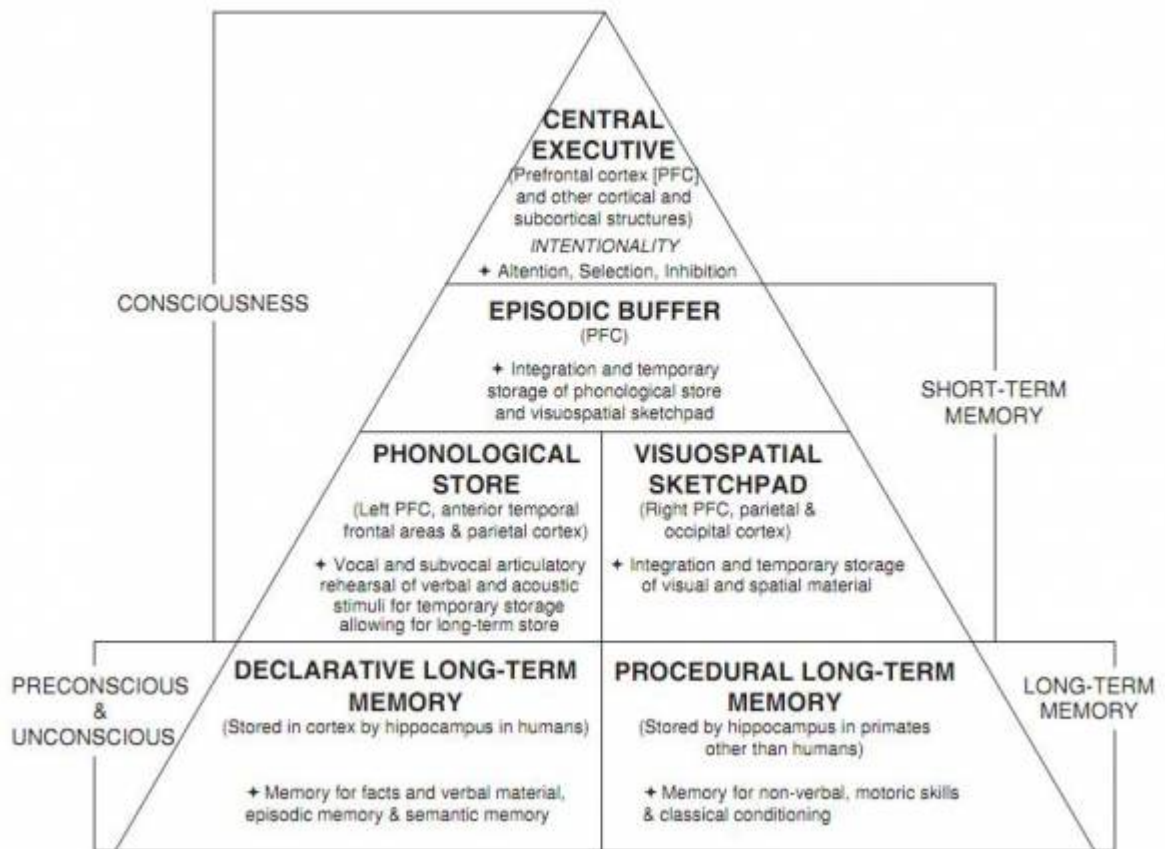 CENTRAL
EXECUTIVE
(Prefrontal cortex [PFC]
and other cortical and
subcortical structures)
INTENTIONALITY
✦ Altention, Selection, Inhibition
CONSCIOUSNESS
EPISODIC BUFFER
(PFC)
✦ Integration and temporary
storage of phonological store
and visuospatial sketchpad
SHORT-TERM
MEMORY
PHONOLOGICAL
STORE
(Left PFC, anterior temporal
frontal areas & parietal cortex)
✦ Vocal and subvocal articulatory
rehearsal of verbal and acoustic
stimuli for temporary storage
allowing for long-term store
VISUOSPATIAL
SKETCHPAD
(Right PFC, parietal &
occipital cortex)
✦ Integration and temporary storage
of visual and spatial material
PRECONSCIOUS
&
UNCONSCIOUS
DECLARATIVE LONG-TERM
MEMORY
(Stored in cortex by hippocampus in humans)
✦ Memory for facts and verbal material,
episodic memory & semantic memory
PROCEDURAL LONG-TERM
MEMORY
(Stored by hippocampus in primates
other than humans)
✦ Memory for non-verbal, motoric skills
& classical conditioning
LONG-TERM
MEMORY